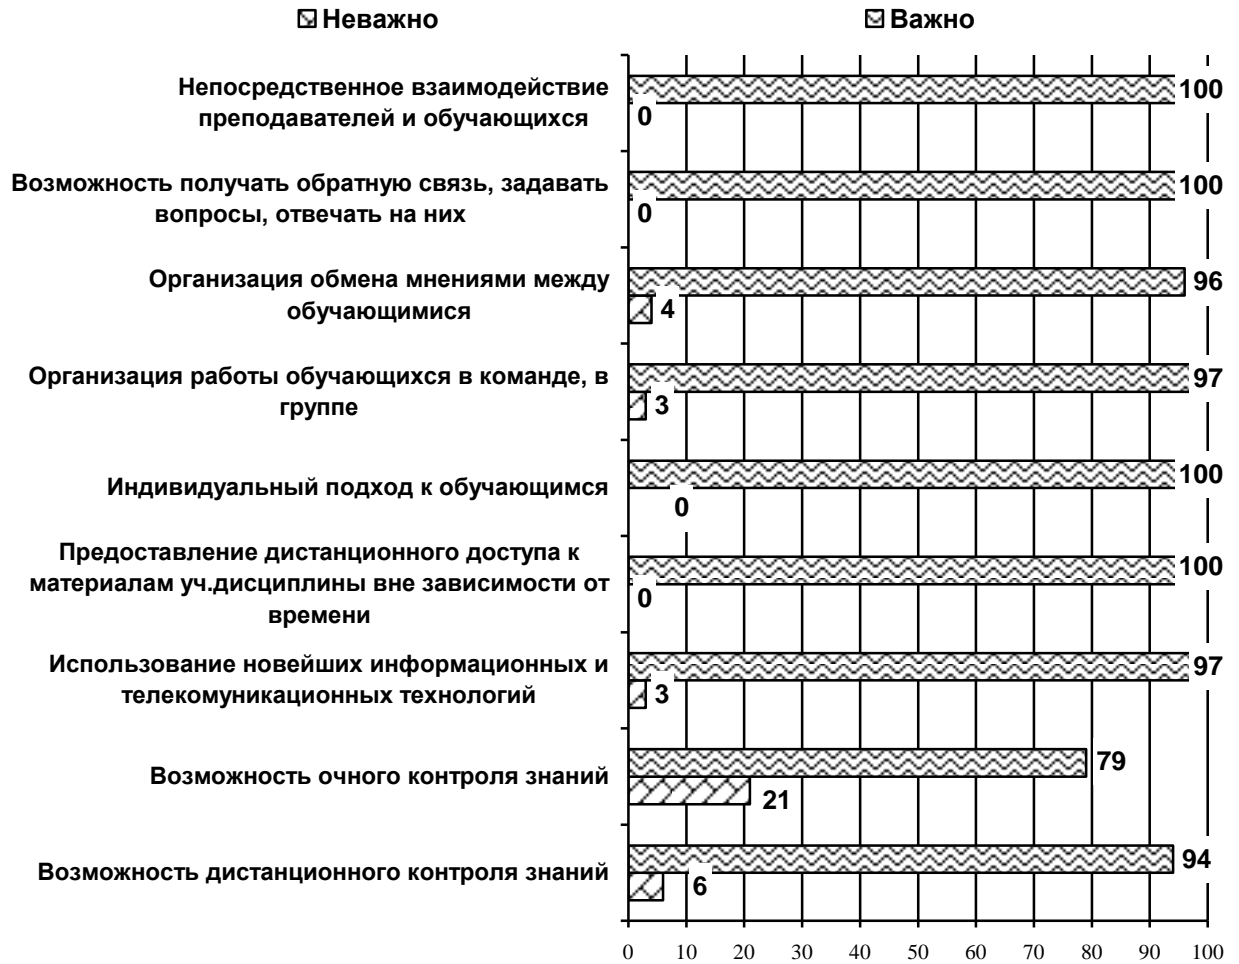 Неважно
Важно
Непосредственное взаимодействие
преподавателей и обучающихся
100
0
Возможность получать обратную связь, задавать
вопросы, отвечать на них
100
0
Организация обмена мнениями между
обучающимися
96
4
Организация работы обучающихся в команде, в
группе
97
3
Индивидуальный подход к обучающимся
100
0
Предоставление дистанционного доступа к
материалам уч.дисциплины вне зависимости от
времени
100
0
Использование новейших информационных и
телекомуникационных технологий
97
3
Возможность очного контроля знаний
79
21
Возможность дистанционного контроля знаний
94
6
0 10 20 30 40 50 60 70 80 90 100